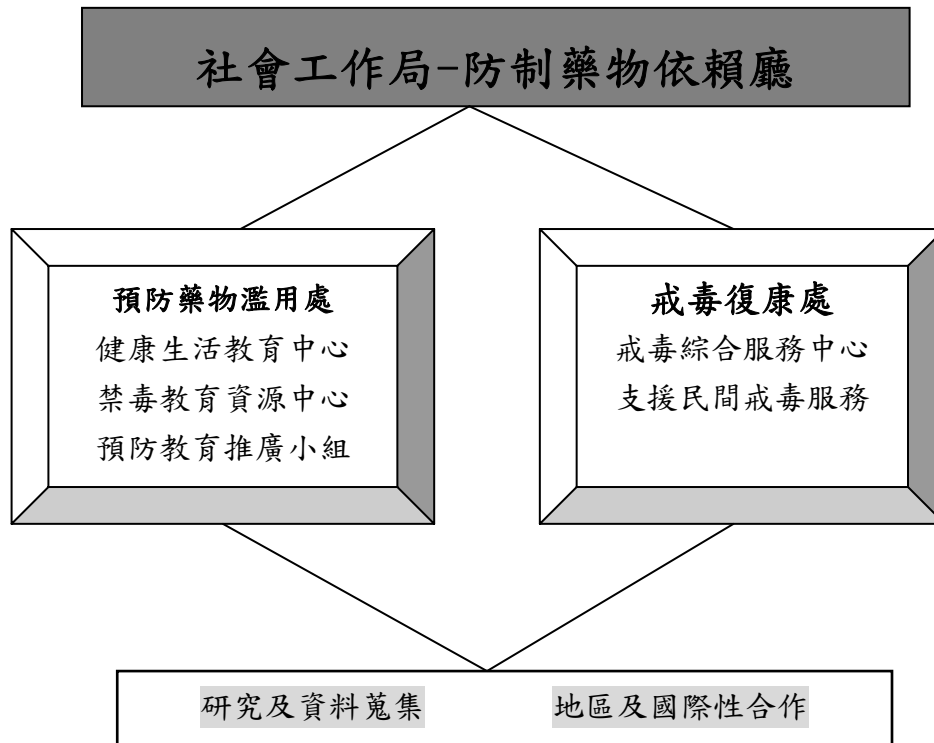 社會工作局-防制藥物依賴廳
預防藥物濫用處
健康生活教育中心
禁毒教育資源中心
預防教育推廣小組
戒毒復康處
戒毒綜合服務中心
支援民間戒毒服務
研究及資料蒐集 地區及國際性合作